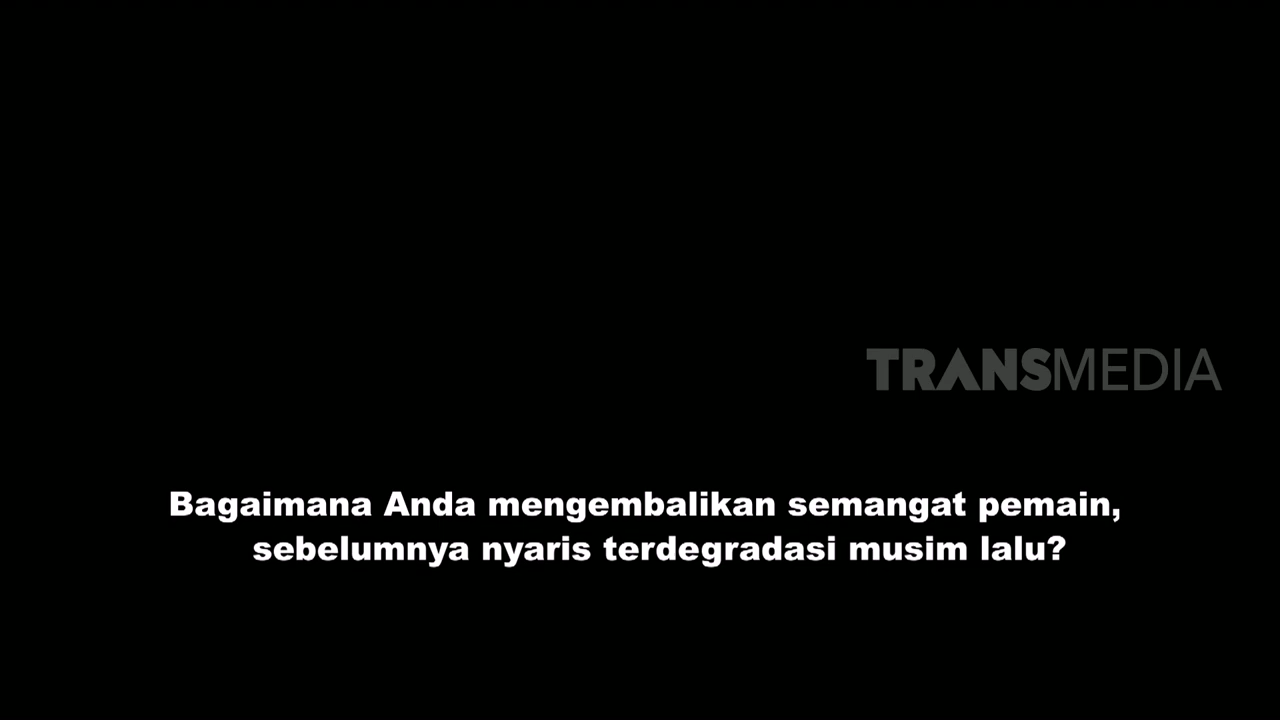 TRANSMEDIA
Bagaimana Anda mengembalikan semangat pemain,
sebelumnya nyaris terdegradasi musim lalu?